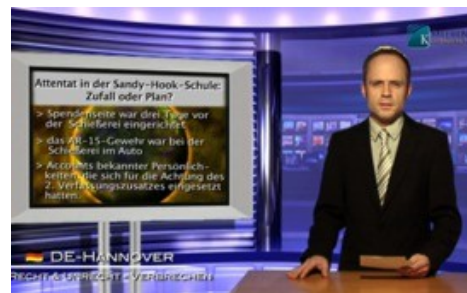 Attentat in der Sandy-Hook-Schule:
Zufall oder Plan?
> Spendenseite war drei Tage vor
der Schießerei eingerichtet
> das AR-15-Gewehr war bei der
Schießerei im Auto
> Accounts bekannter Persönlich-
keiten, die sich für die Achtung des
2. Verfassungszusatzes eingesetzt
hatten.
DE-HANNOVER
RECHT & UNRECHT - VERBRECHEN